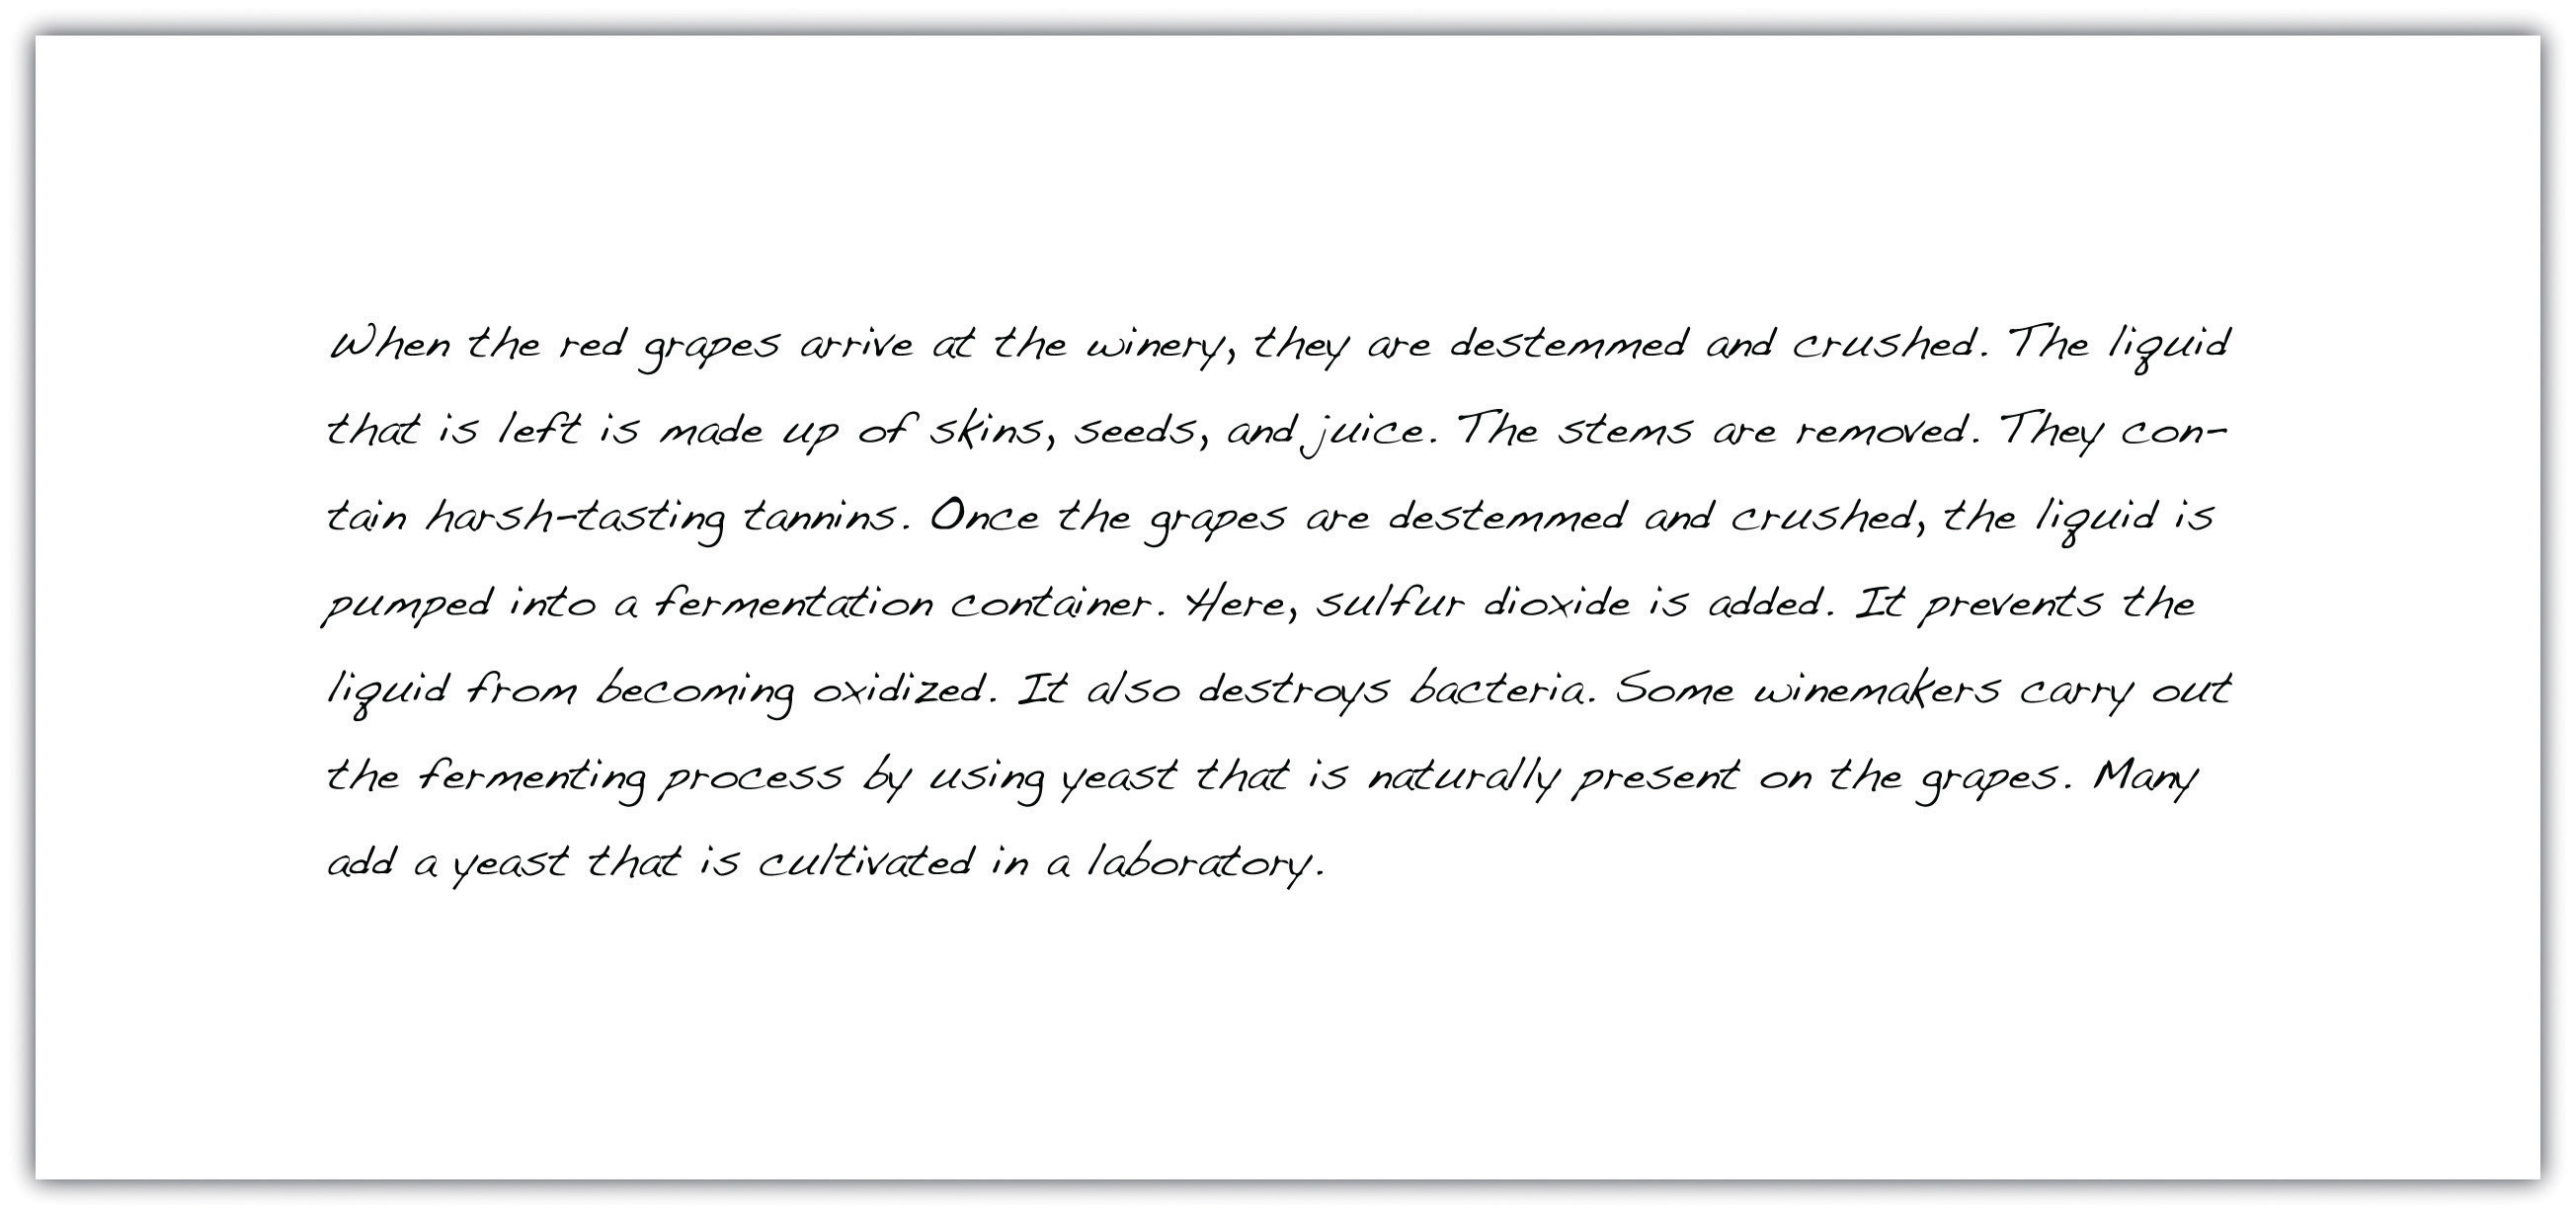 When the red grapes arrive at the winery, they are destemmed and crushed. The liquid
that is left is made up of skins, seeds, and juice. The stems are removed. They con-
tain harsh-tasting tannins. Once the grapes are destemmed and crushed, the liquid is
pumped into a fermentation container. Here, sulfur dioxide is added. It prevents the
liquid from becoming oxidized. It also destroys bacteria. Some winemakers carry out
the fermenting process by using yeast that is naturally present on the grapes. Many
add a yeast that is cultivated in a laboratory.